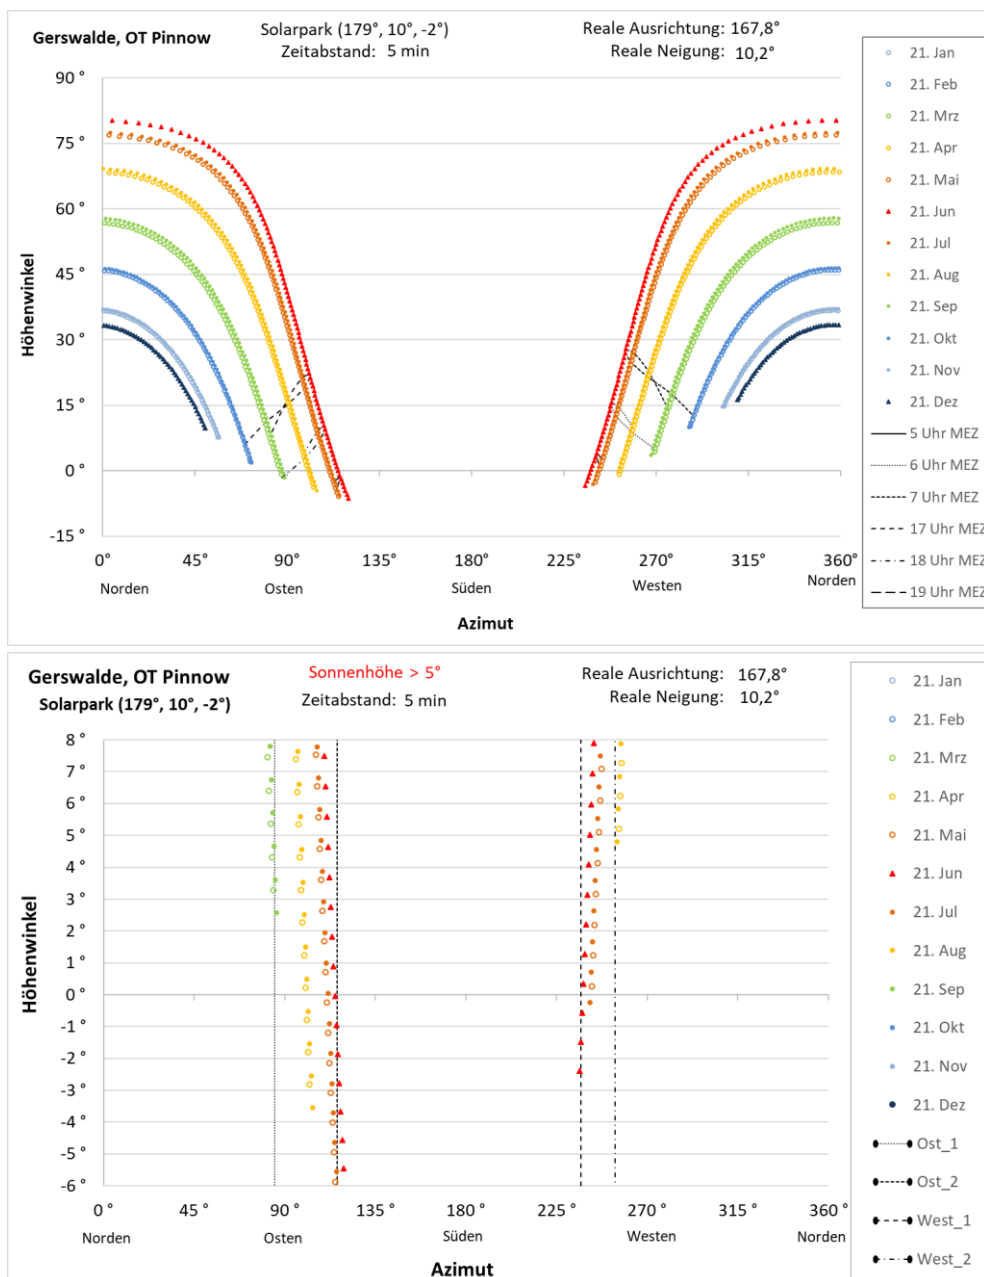 Gerswalde, OT Pinnow
Solarpark (179°, 10°, -2°)
Zeitabstand: 5 min
Reale Ausrichtung: 167,8°
Reale Neigung: 10,2°
90 °
75 °
60 °
45 °
30 °
15 °
0 °
-15 °
Höhenwinkel
0 ° 45 ° 90 ° 135 ° 180 ° 225 ° 270 ° 315 ° 360 °
Norden Osten Süden Westen Norden
Azimut
21. Jan
21. Feb
21. Mrz
21. Apr
21. Mai
21. Jun
21. Jul
21. Aug
21. Sep
21. Okt
21. Nov
21. Dez
5 Uhr MEZ
6 Uhr MEZ
7 Uhr MEZ
17 Uhr MEZ
18 Uhr MEZ
19 Uhr MEZ
Gerswalde, OT Pinnow
Solarpark (179°, 10°, -2°)
Sonnenhöhe > 5°
Zeitabstand: 5 min
Reale Ausrichtung: 167,8°
Reale Neigung: 10,2°
8 °
7 °
6 °
5 °
4 °
3 °
2 °
1 °
0 °
-1 °
-2 °
-3 °
-4 °
-5 °
-6 °
Höhenwinkel
0 ° 45 ° 90 ° 135 ° 180 ° 225 ° 270 ° 315 ° 360 °
Norden Osten Süden Westen Norden
Azimut
21. Jan
21. Feb
21. Mrz
21. Apr
21. Mai
21. Jun
21. Jul
21. Aug
21. Sep
21. Okt
21. Nov
21. Dez
Ost_1
Ost_2
West_1
West_2